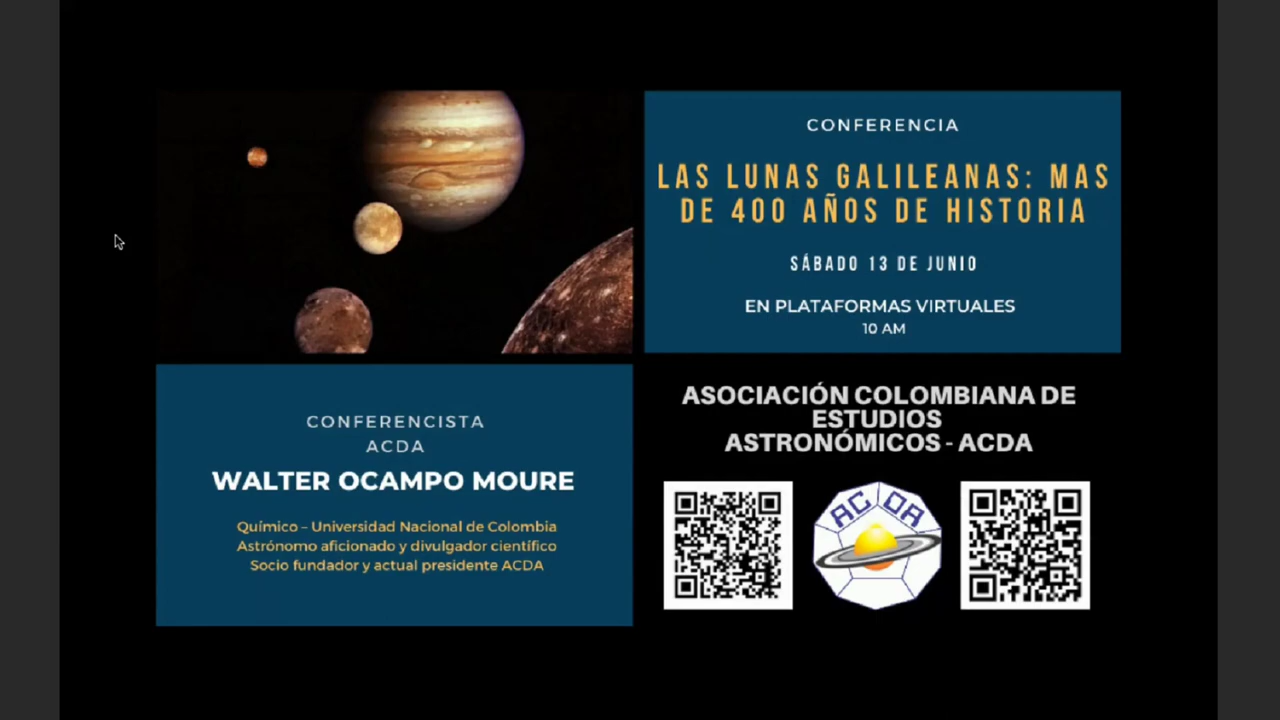 CONFERENCIA
LAS LUNAS GALILEANAS: MAS
DE 400 AÑOS DE HISTORIA
SÁBADO 13 DE JUNIO
EN PLATAFORMAS VIRTUALES
10 AM
CONFERENCISTA
ACDA
WALTER OCAMPO MOURE
Químico – Universidad Nacional de Colombia
Astrónomo aficionado y divulgador científico
Socio fundador y actual presidente ACDA
ASOCIACIÓN COLOMBIANA DE
ESTUDIOS
ASTRONÓMICOS - ACDA
ACDA